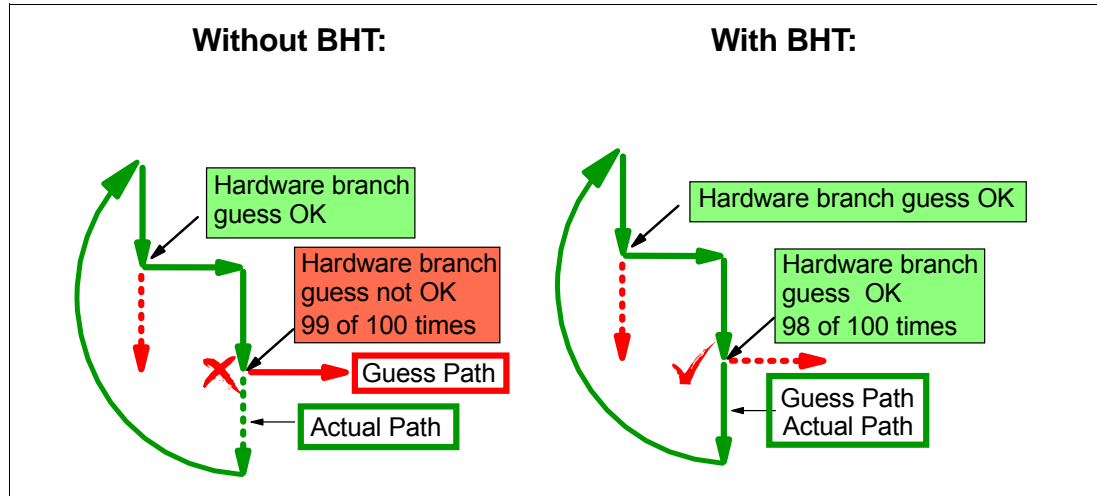 Without BHT:
Hardware branch
guess OK
Hardware branch
guess not OK
99 of 100 times
Guess Path
Actual Path
With BHT:
Hardware branch guess OK
Hardware branch
guess OK
98 of 100 times
Guess Path
Actual Path